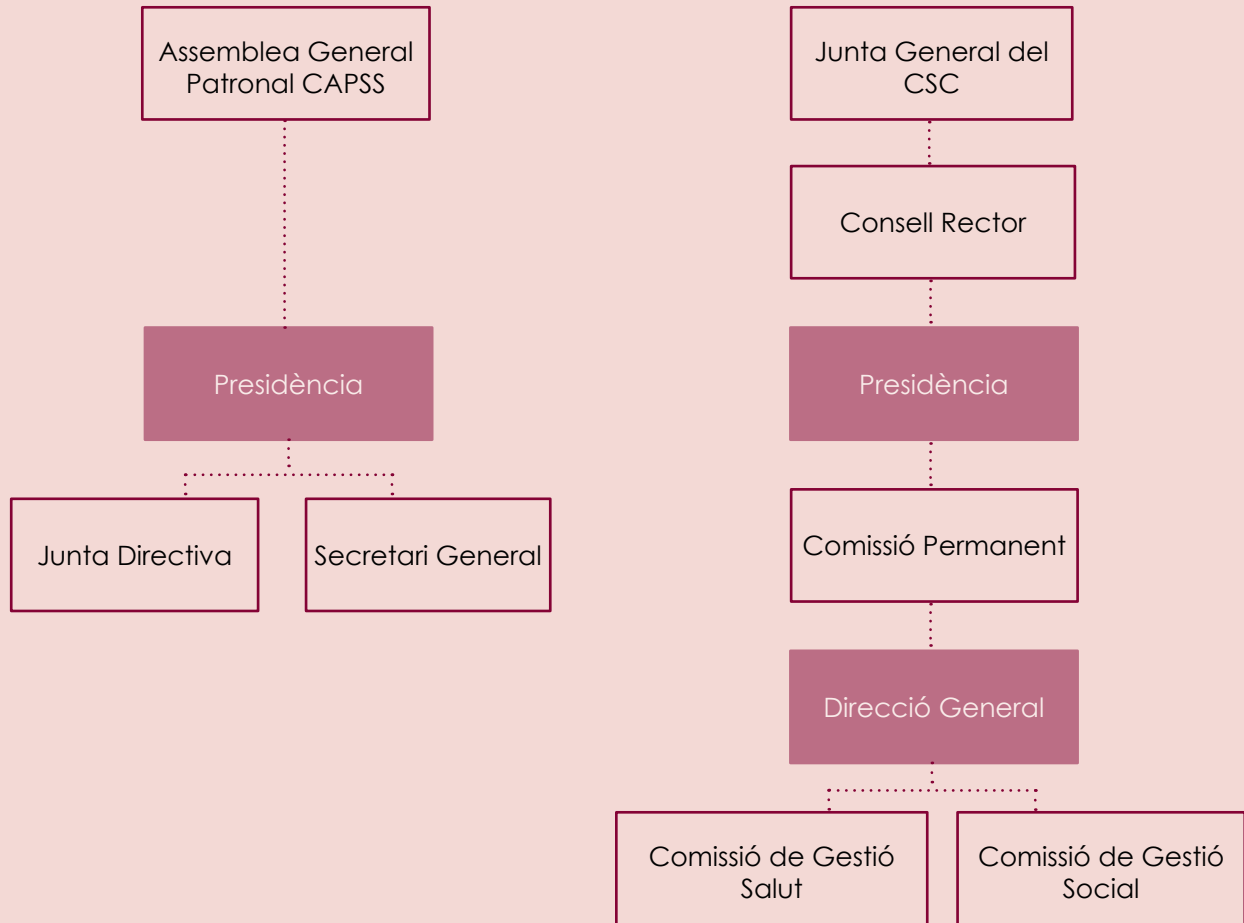 Assemblea General
Patronal CAPSS
Presidència
Junta Directiva
Secretari General
Junta General del
CSC
Consell Rector
Presidència
Comissió Permanent
Direcció General
Comissió de Gestió
Salut
Comissió de Gestió
Social